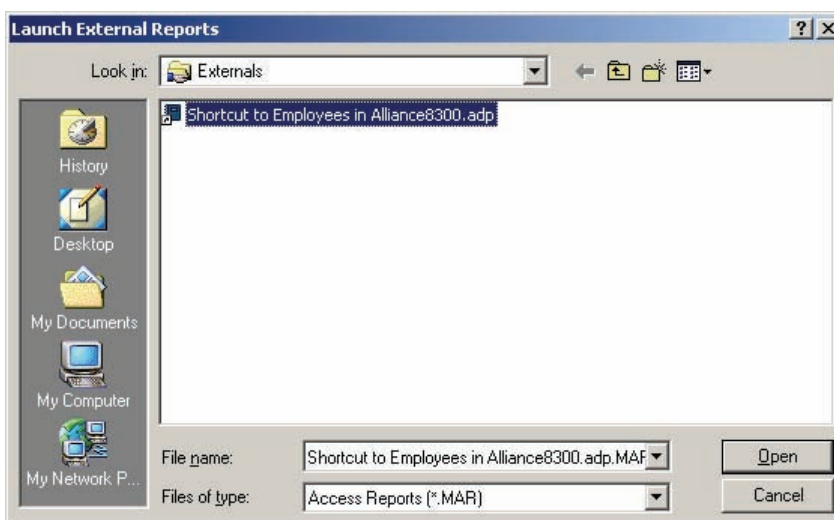 Launch External Reports
Look in:
Externals
Shortcut to Employees in Alliance8300.adp
History
Desktop
My Documents
My Computer
My Network P...
File name:
Shortcut to Employees in Alliance8300.adp.MAR
Open
Files of type:
Access Reports (*.MAR)
Cancel